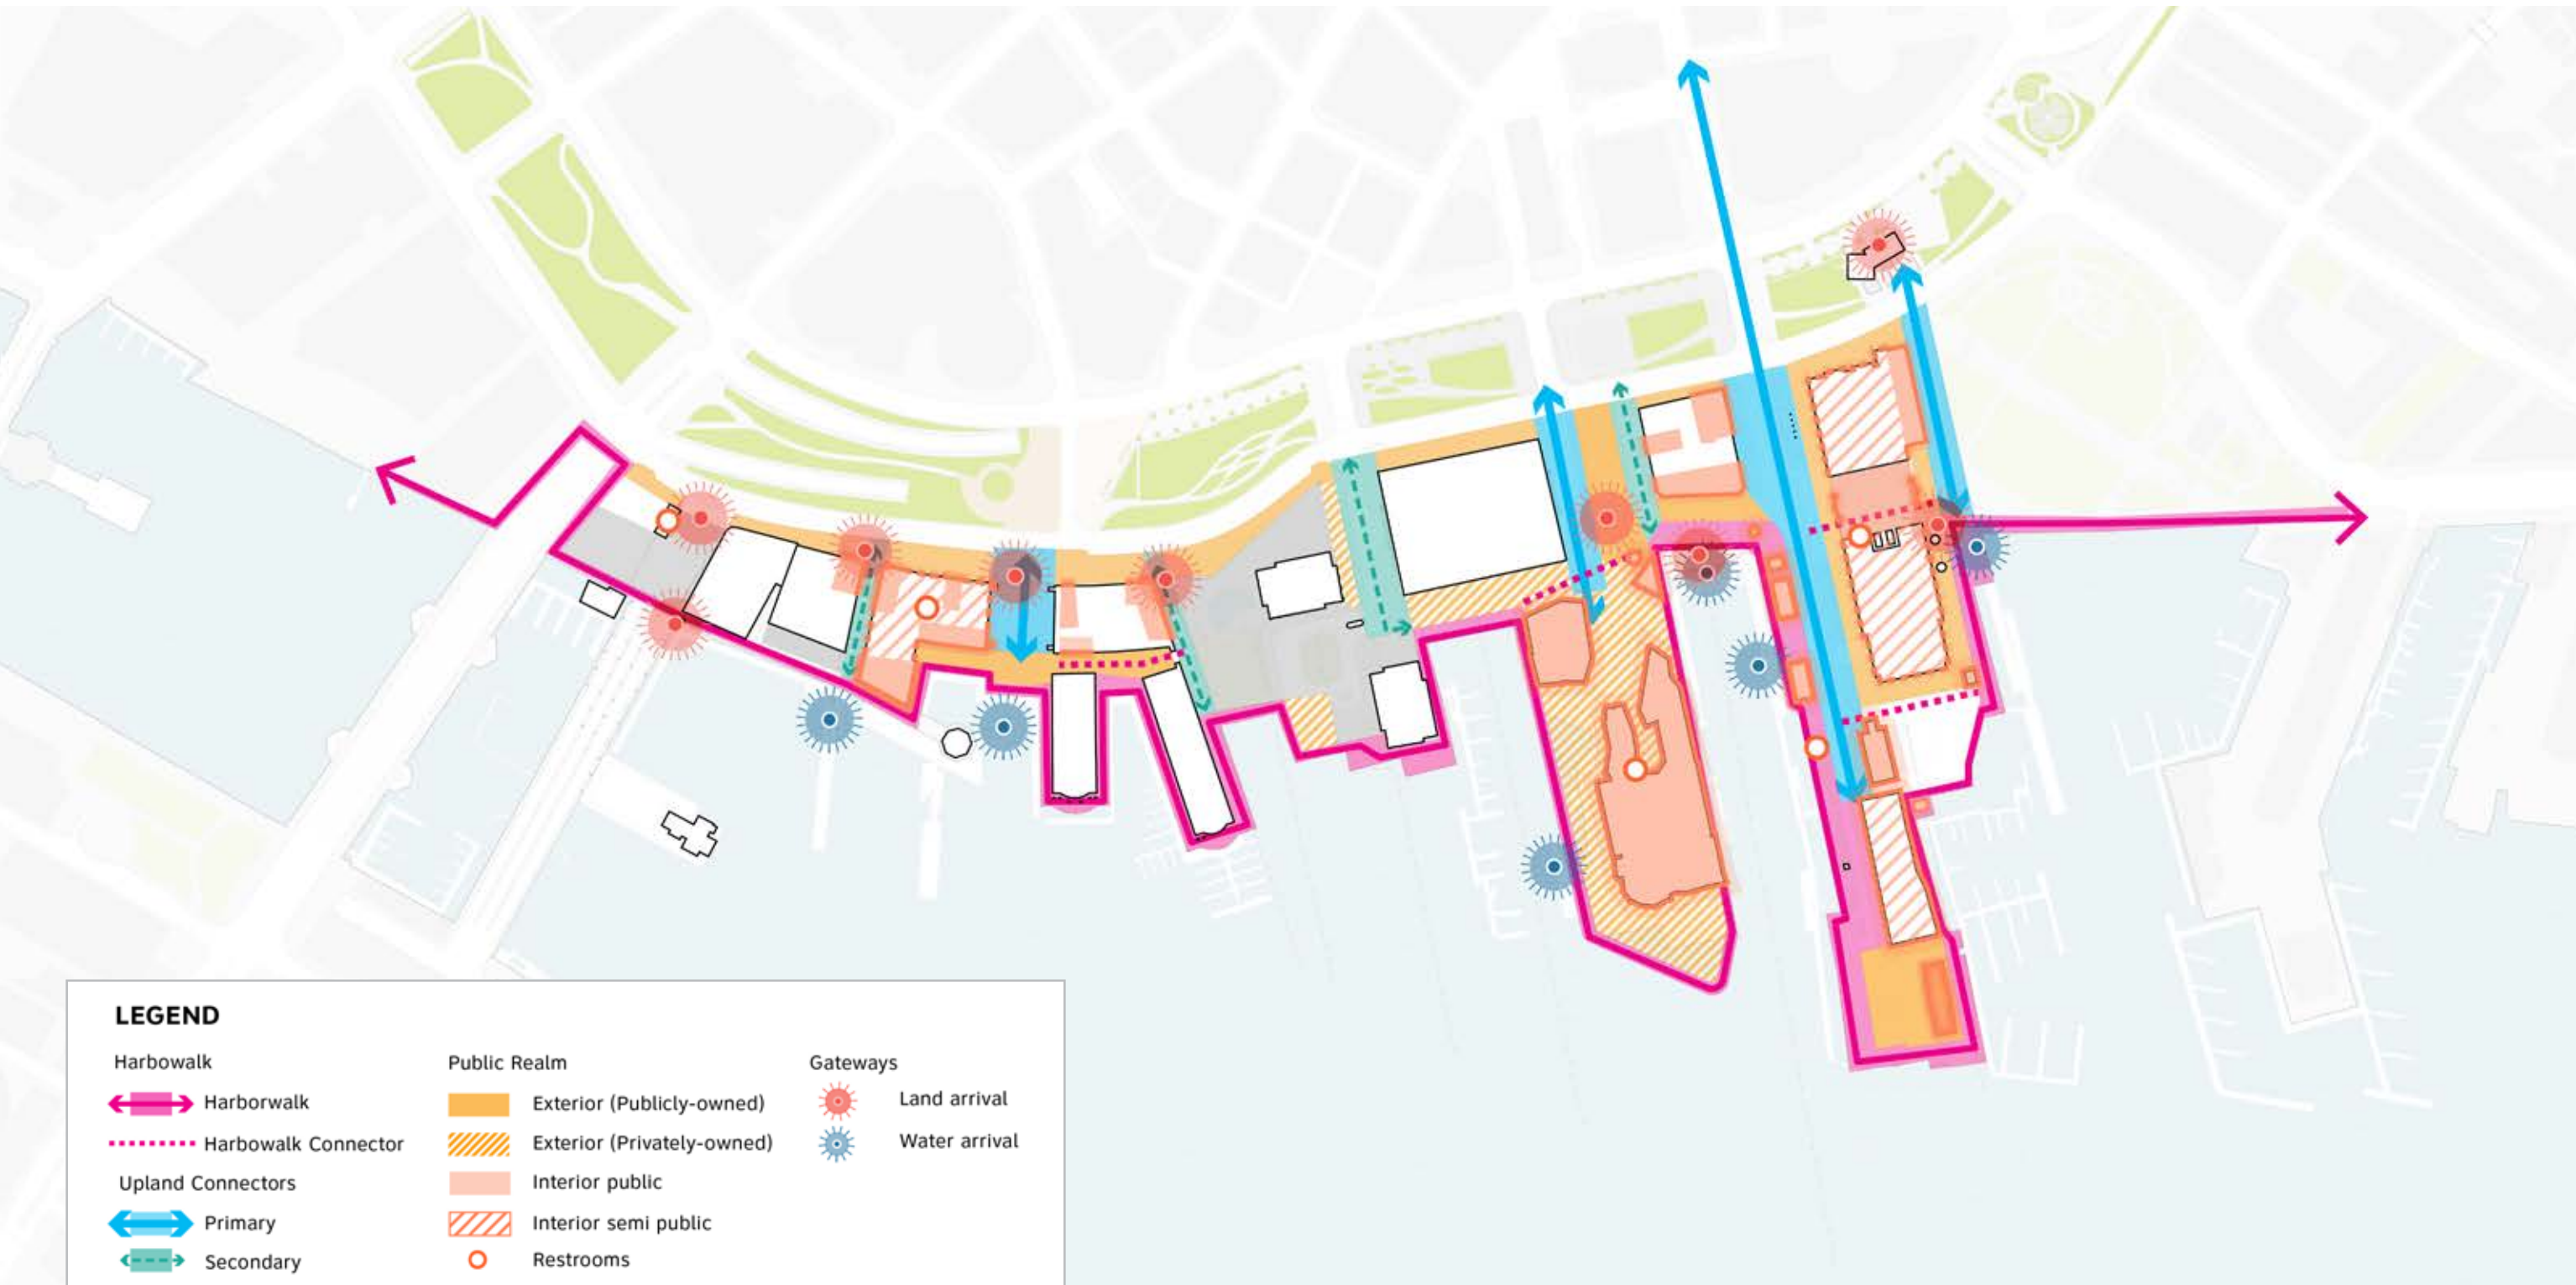 LEGEND
Harbowalk
Harborwalk
Harbowalk Connector
Upland Connectors
Primary
Secondary
Public Realm
Exterior (Publicly-owned)
Exterior (Privately-owned)
Interior public
Interior semi public
Restrooms
Gateways
Land arrival
Water arrival